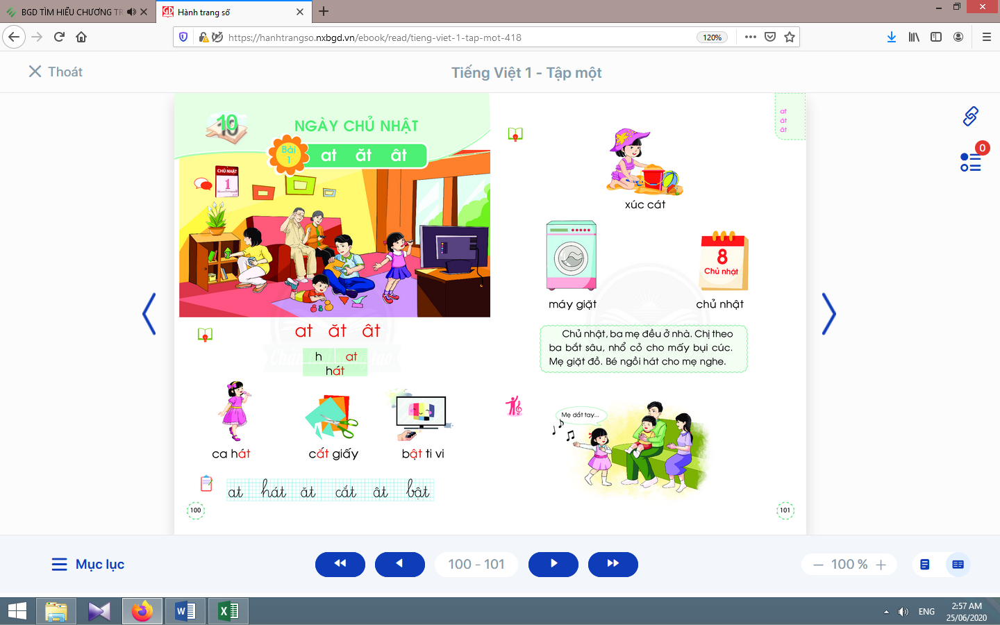 BGD TÌM HIỂU CHƯƠNG TR
Hành trang số
https://hanhtrangso.nxbgd.vn/ebook/read/tieng-viet-1-tap-mot-418
120%
Thoát
Tiếng Việt 1 - Tập một
10
NGÀY CHỦ NHẬT
Bài
1
at ăt ât
CHỦ NHẬT
1
at ăt ât
h at
hát
ca hát
cắt giấy
bật ti vi
at hát ăt cắt ât bật
100
at
ăt
ât
xúc cát
8
Chủ nhật
máy giặt
chủ nhật
Chủ nhật, ba mẹ đều ở nhà. Chị theo
ba bắt sâu, nhổ cỏ cho mấy bụi cúc.
Mẹ giặt đồ. Bé ngồi hát cho mẹ nghe.
Mẹ dắt tay...
101
0
Mục lục
100 - 101
100 %
ENG
2:57 AM
25/06/2020